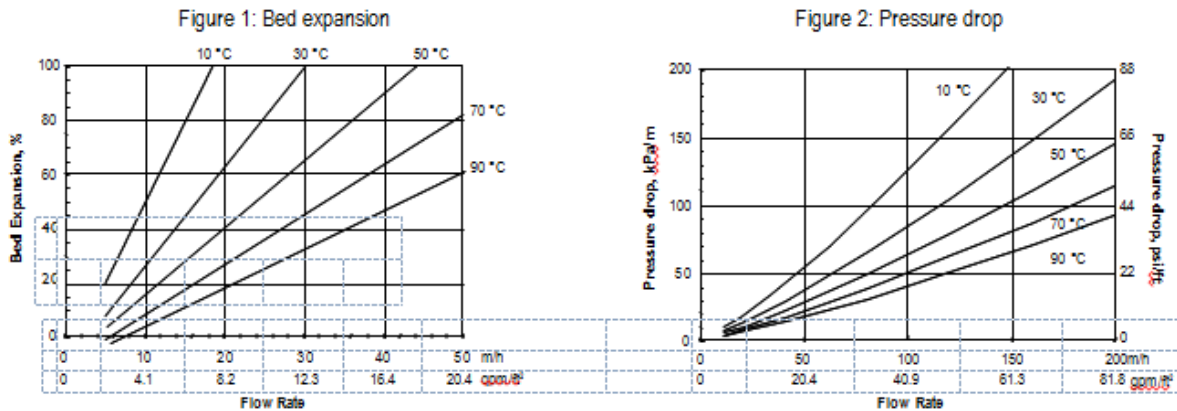 Figure 1: Bed expansion
10 °C 30 °C 50 °C
70 °C
90 °C
Bed Expansion, %
100
80
60
40
20
0
0 10 20 30 40 50 m/h
0 4.1 8.2 12.3 16.4 20.4 gpm/ft²
Flow Rate
Figure 2: Pressure drop
10 °C
30 °C
50 °C
70 °C
90 °C
Pressure drop, kPa/m
200
150
100
50
0
88
66
44
22
0
Pressure drop, psi/ft
0 50 100 150 200m/h
0 20.4 40.9 61.3 81.8 gpm/ft²
Flow Rate